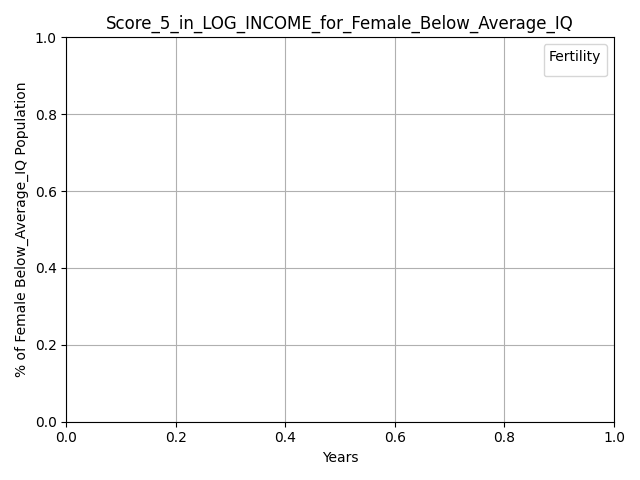 Score_5_in_LOG_INCOME_for_Female_Below_Average_IQ
Fertility
% of Female Below_Average_IQ Population
1.0
0.8
0.6
0.4
0.2
0.0
0.0 0.2 0.4 0.6 0.8 1.0
Years